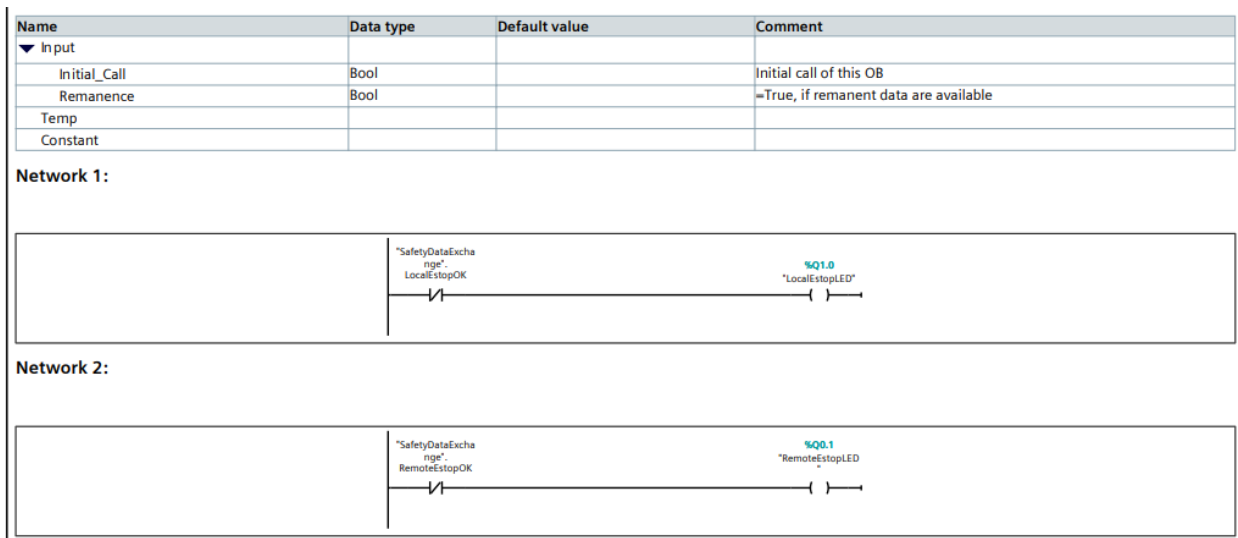 Name Data type Default value Comment
Input
Initial_Call Bool Initial call of this OB
Remanence Bool =True, if remanent data are available
Temp
Constant
Network 1:
"SafetyDataExcha
nge".
LocalEstopOK
%Q1.0
"LocalEstopLED"
Network 2:
"SafetyDataExcha
nge".
RemoteEstopOK
%Q0.1
"RemoteEstopLED
"